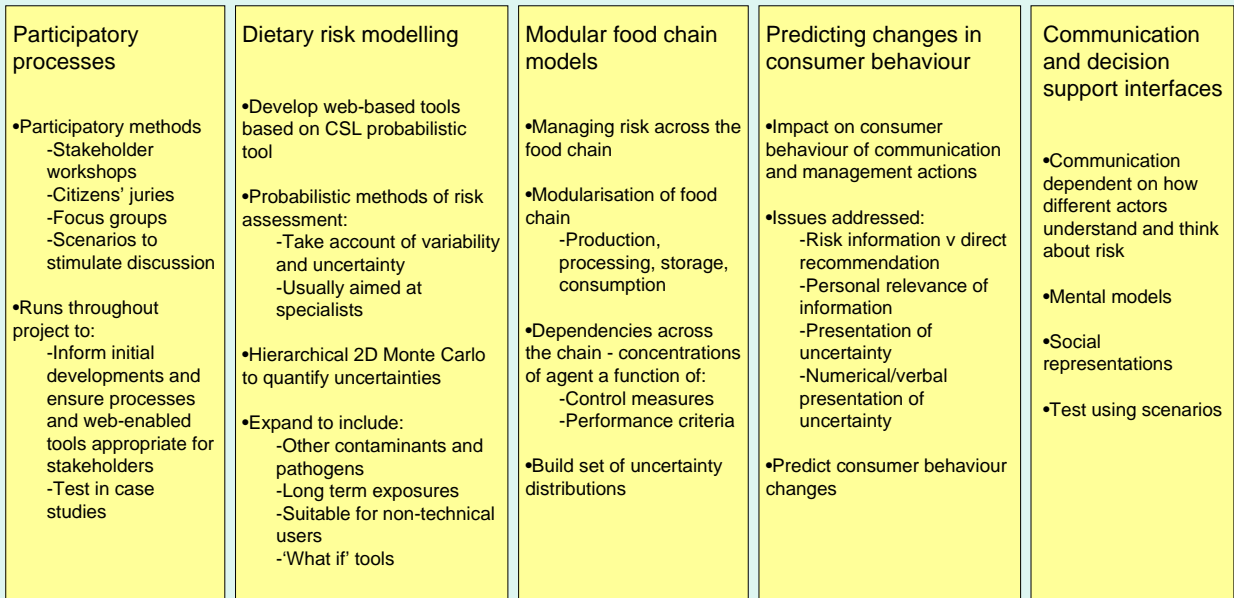 Participatory
processes
•Participatory methods
-Stakeholder
workshops
-Citizens’ juries
-Focus groups
-Scenarios to
stimulate discussion
•Runs throughout
project to:
-Inform initial
developments and
ensure processes
and web-enabled
tools appropriate for
stakeholders
-Test in case
studies
Dietary risk modelling
•Develop web-based tools
based on CSL probabilistic
tool
•Probabilistic methods of risk
assessment:
-Take account of variability
and uncertainty
-Usually aimed at
specialists
•Hierarchical 2D Monte Carlo
to quantify uncertainties
•Expand to include:
-Other contaminants and
pathogens
-Long term exposures
-Suitable for non-technical
users
-‘What if’ tools
Modular food chain
models
•Managing risk across the
food chain
•Modularisation of food
chain
-Production,
processing, storage,
consumption
•Dependencies across
the chain - concentrations
of agent a function of:
-Control measures
-Performance criteria
•Build set of uncertainty
distributions
Predicting changes in
consumer behaviour
•Impact on consumer
behaviour of communication
and management actions
•Issues addressed:
-Risk information v direct
recommendation
-Personal relevance of
information
-Presentation of
uncertainty
-Numerical/verbal
presentation of
uncertainty
•Predict consumer behaviour
changes
Communication
and decision
support interfaces
•Communication
dependent on how
different actors
understand and think
about risk
•Mental models
•Social
representations
•Test using scenarios